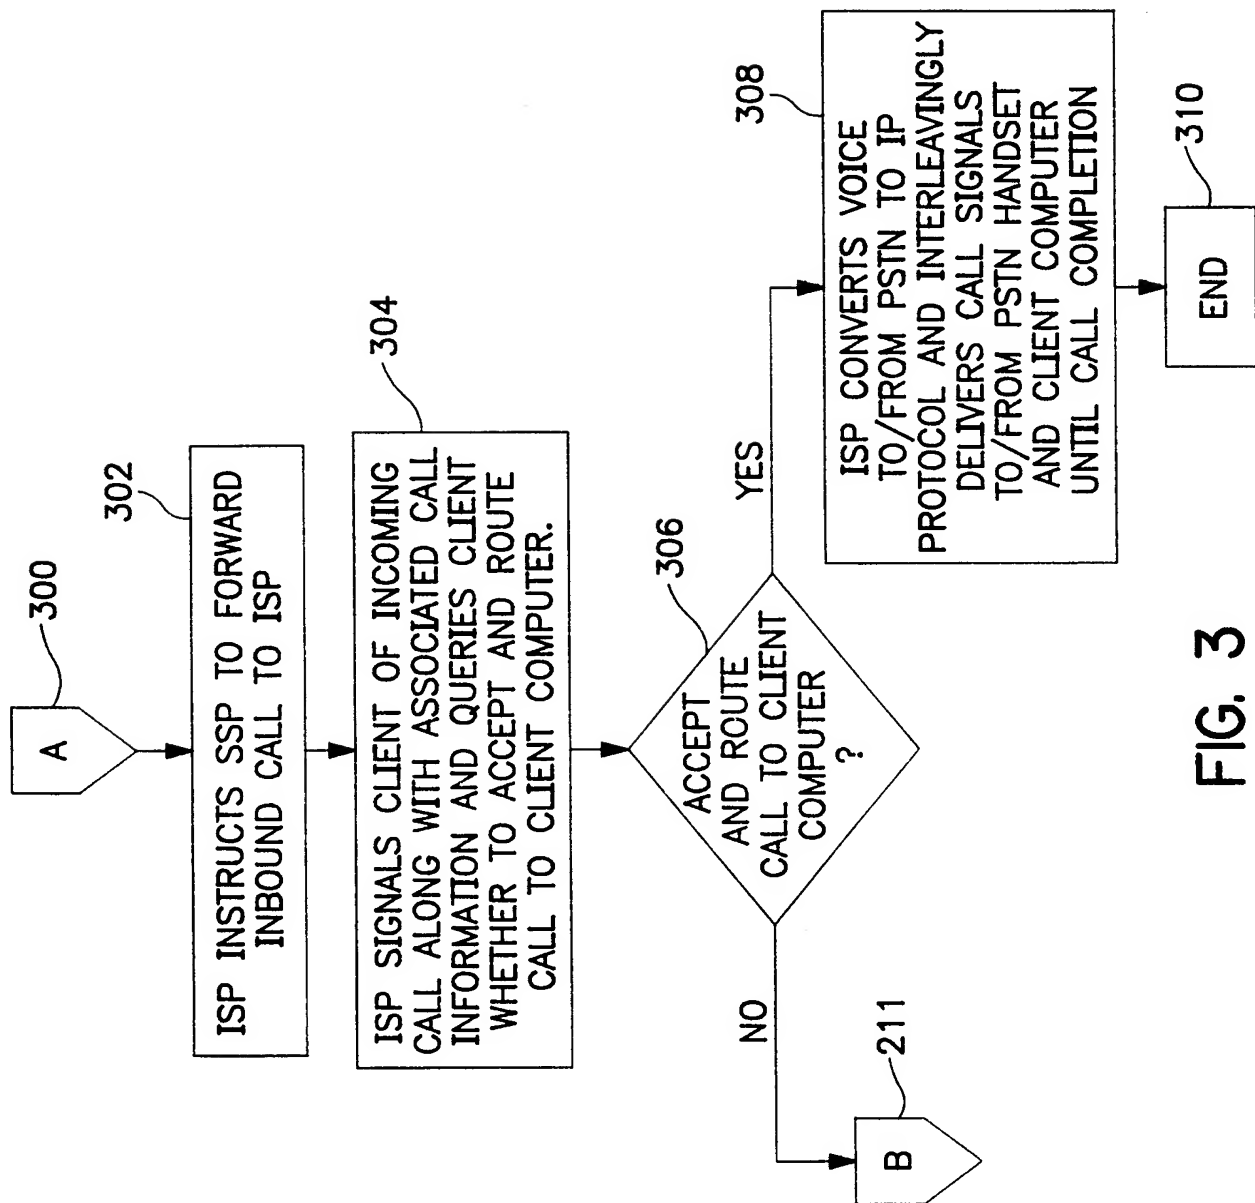 A
300
302
ISP INSTRUCTS SSP TO FORWARD
INBOUND CALL TO ISP
304
ISP SIGNALS CLIENT OF INCOMING
CALL ALONG WITH ASSOCIATED CALL
INFORMATION AND QUERIES CLIENT
WHETHER TO ACCEPT AND ROUTE
CALL TO CLIENT COMPUTER.
306
ACCEPT
AND ROUTE
CALL TO CLIENT
COMPUTER
?
NO
YES
B
211
308
ISP CONVERTS VOICE
TO/FROM PSTN TO IP
PROTOCOL AND INTERLEAVINGLY
DELIVERS CALL SIGNALS
TO/FROM PSTN HANDSET
AND CLIENT COMPUTER
UNTIL CALL COMPLETION
310
END
FIG. 3